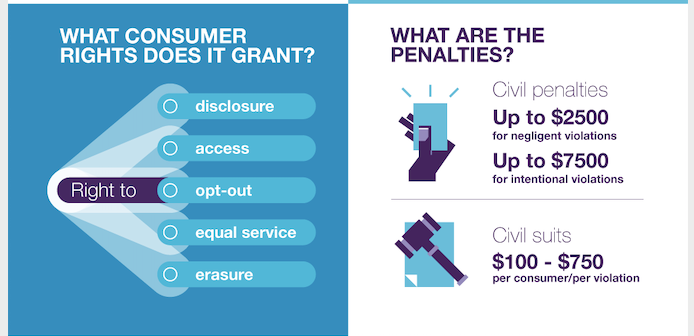 WHAT CONSUMER
RIGHTS DOES IT GRANT?
Right to
disclosure
access
opt-out
equal service
erasure
WHAT ARE THE
PENALTIES?
Civil penalties
Up to $2500
for negligent violations
Up to $7500
for intentional violations
Civil suits
$100 - $750
per consumer/per violation